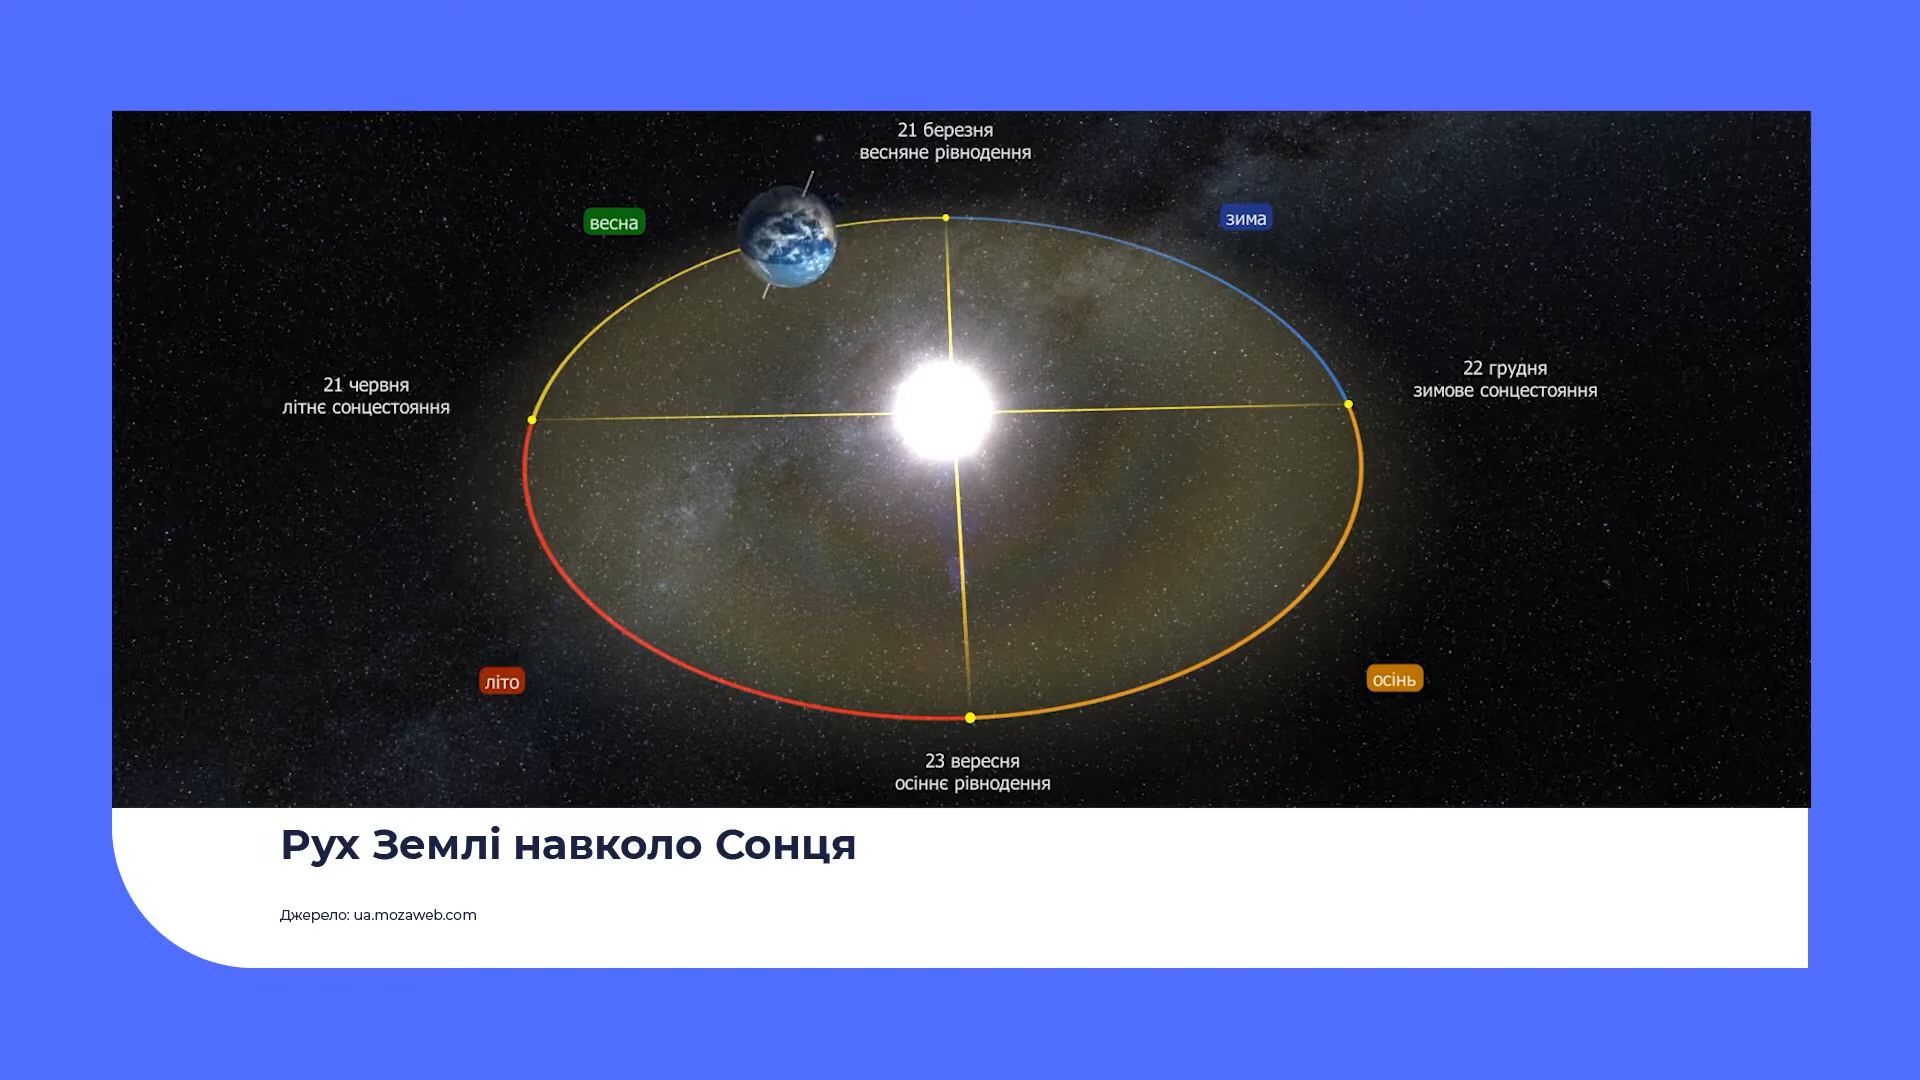 21 березня
весняне рівнодення
весна
зима
22 грудня
зимове сонцестояння
21 червня
літнє сонцестояння
літо
осінь
23 вересня
осіннє рівнодення
Рух Землі навколо Сонця
Джерело: ua.mozaweb.com